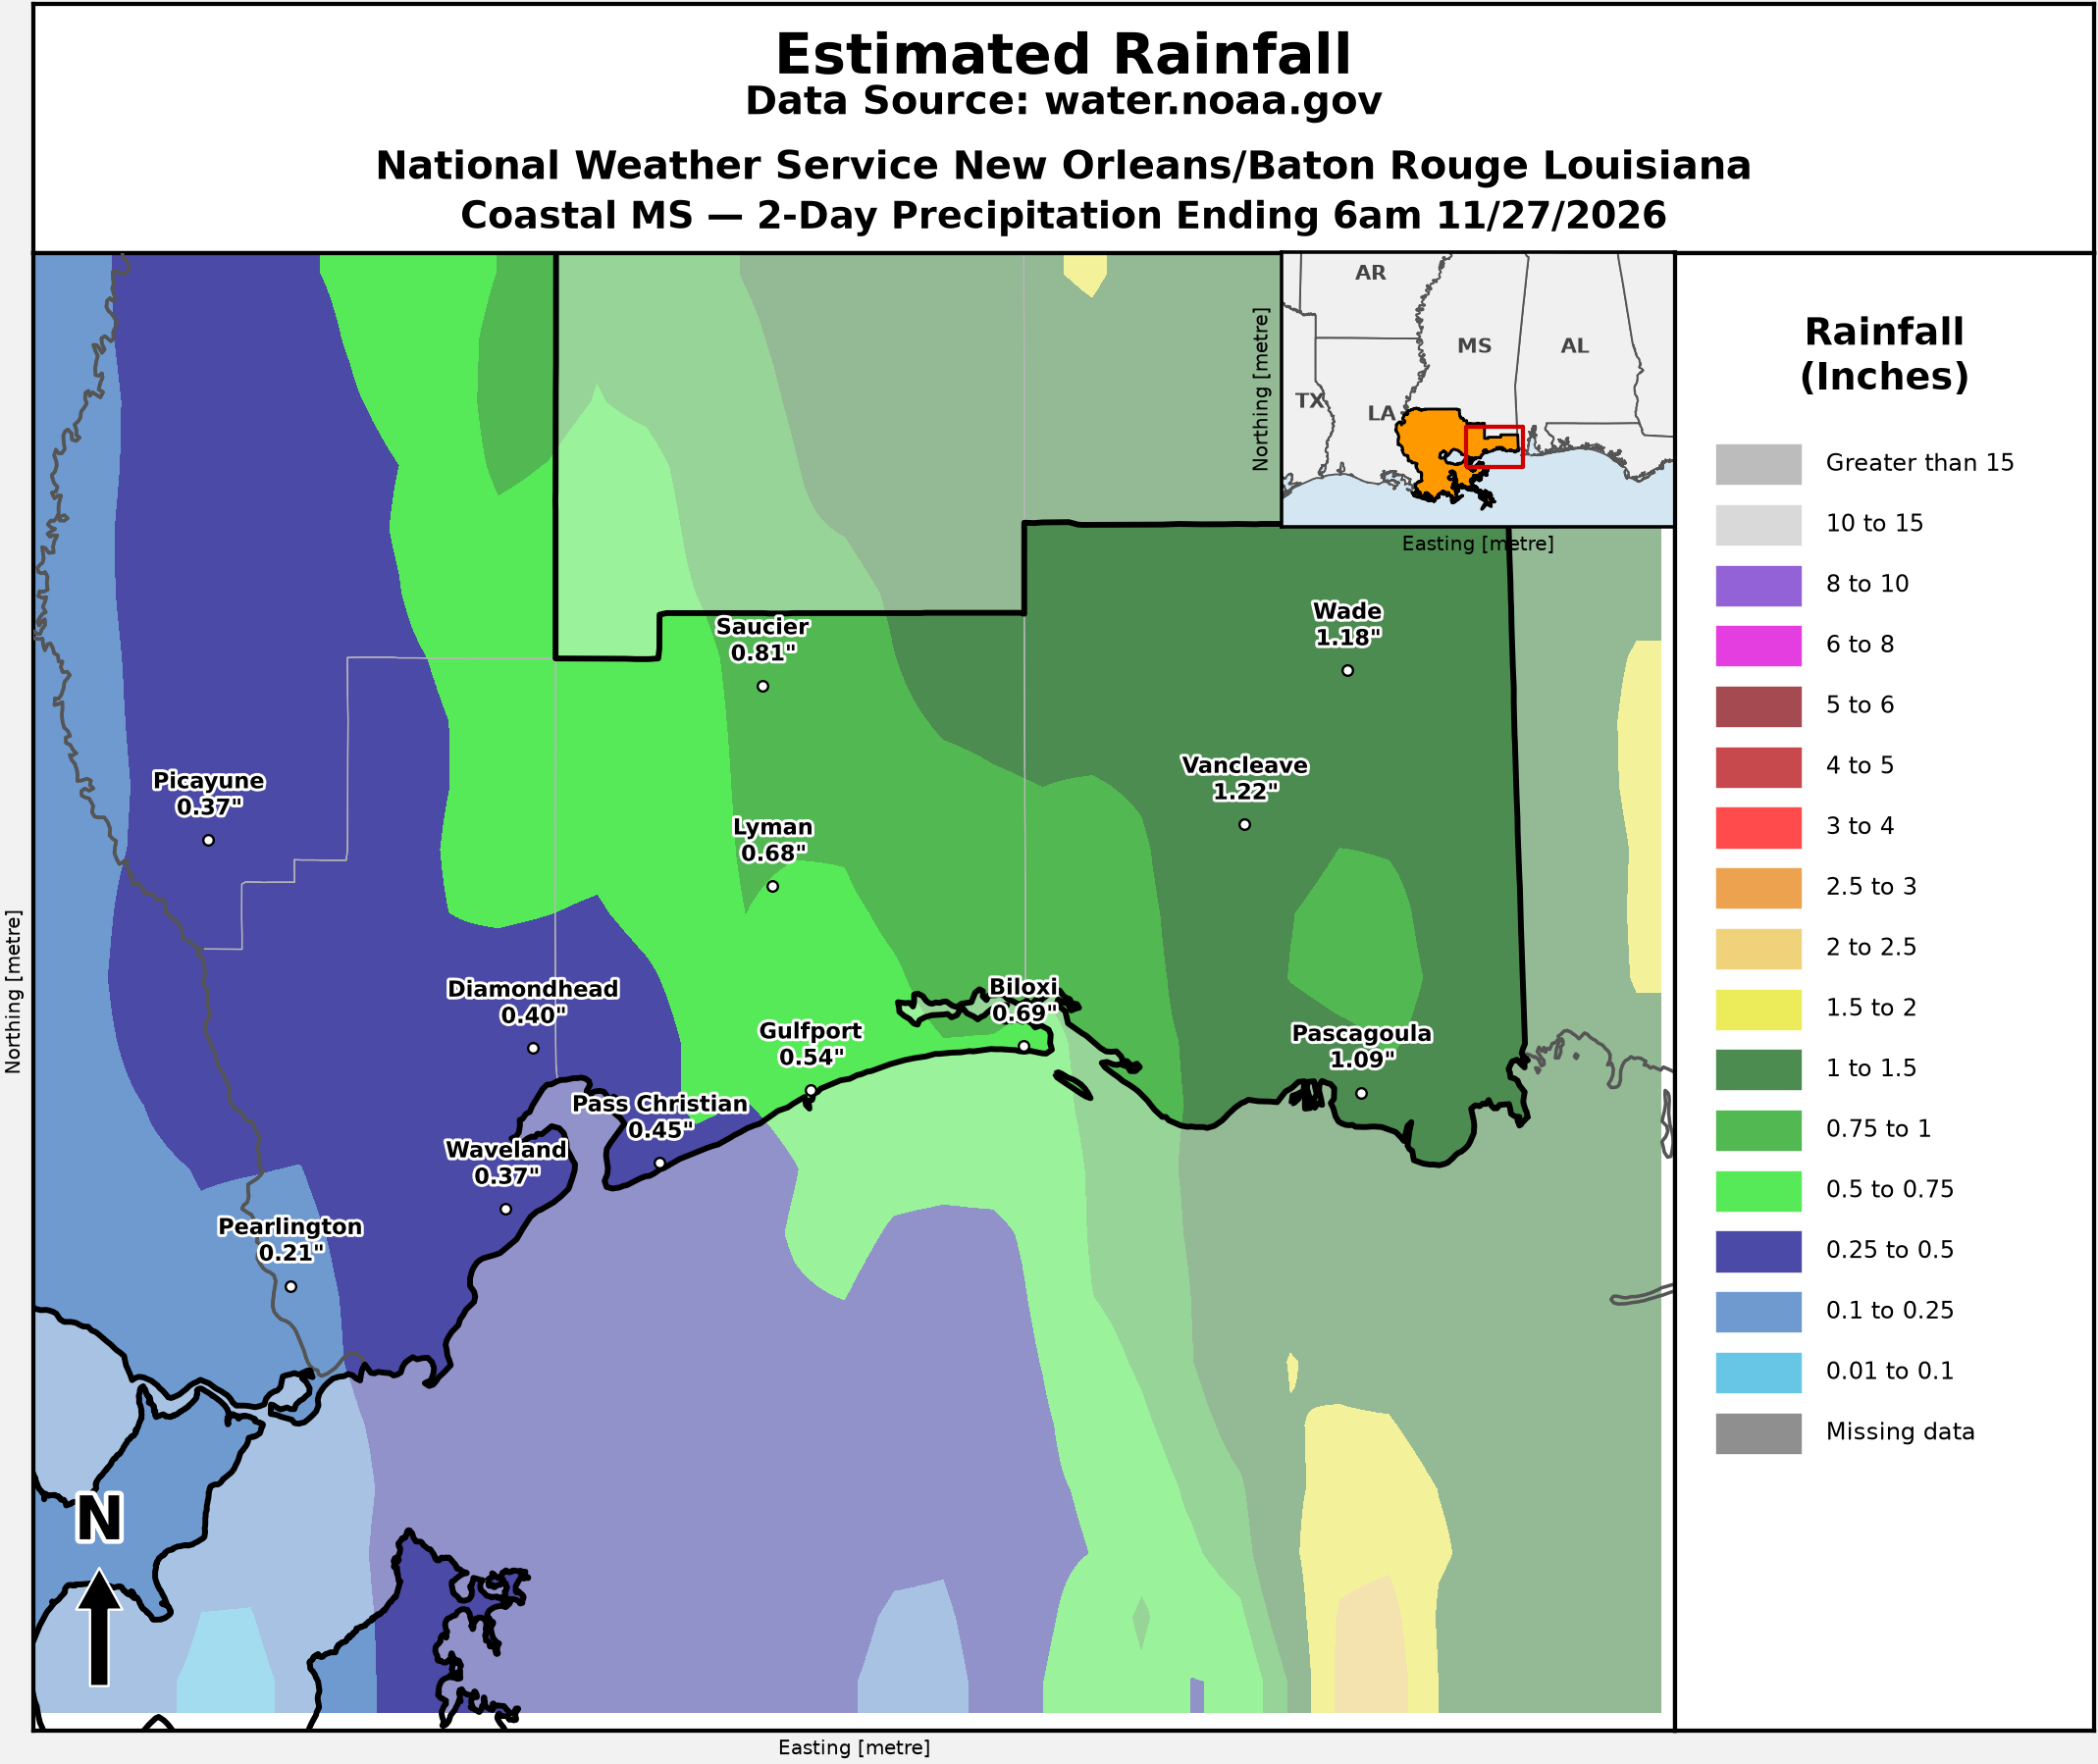 Estimated Rainfall
Data Source: water.noaa.gov
National Weather Service New Orleans/Baton Rouge Louisiana
Coastal MS — 2-Day Precipitation Ending 6am 11/27/2026
AR
MS
AL
TX
LA
Northing [metre]
Easting [metre]
Saucier
0.81"
Wade
1.18"
Picayune
0.37"
Vancleave
1.22"
Lyman
0.68"
Diamondhead
0.40"
Biloxi
0.69"
Gulfport
0.54"
Pascagoula
1.09"
Pass Christian
0.45"
Waveland
0.37"
Pearlington
0.21"
N
Northing [metre]
Easting [metre]
Rainfall
(Inches)
Greater than 15
10 to 15
8 to 10
6 to 8
5 to 6
4 to 5
3 to 4
2.5 to 3
2 to 2.5
1.5 to 2
1 to 1.5
0.75 to 1
0.5 to 0.75
0.25 to 0.5
0.1 to 0.25
0.01 to 0.1
Missing data